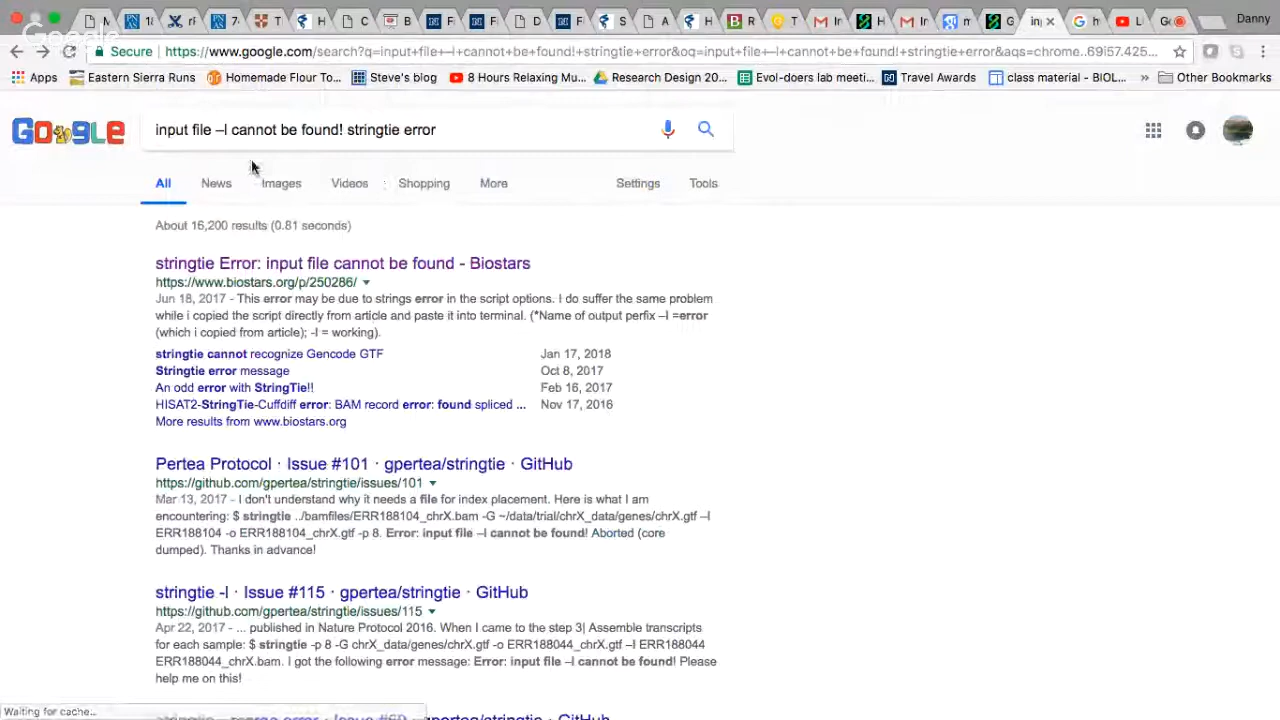 Danny
Secure
https://www.google.com/search?q=input+file+–l+cannot+be+found!+stringtie+error&oq=input+file+–l+cannot+be+found!+stringtie+error&aqs=chrome..69i57.425...
Apps
Eastern Sierra Runs
Homemade Flour To...
Steve's blog
8 Hours Relaxing Mu...
Research Design 20...
Evol-doers lab meeti...
Travel Awards
class material - BIOL...
»
Other Bookmarks
Google
input file –l cannot be found! stringtie error
All News Images Videos Shopping More Settings Tools
About 16,200 results (0.81 seconds)
stringtie Error: input file cannot be found - Biostars
https://www.biostars.org/p/250286/
Jun 18, 2017 - This error may be due to strings error in the script options. I do suffer the same problem
while i copied the script directly from article and paste it into terminal. (*Name of output perfix –l =error
(which i copied from article); -l = working).
stringtie cannot recognize Gencode GTF Jan 17, 2018
Stringtie error message Oct 8, 2017
An odd error with StringTie!! Feb 16, 2017
HISAT2-StringTie-Cuffdiff error: BAM record error: found spliced ... Nov 17, 2016
More results from www.biostars.org
Pertea Protocol · Issue #101 · gpertea/stringtie · GitHub
https://github.com/gpertea/stringtie/issues/101
Mar 13, 2017 - I don't understand why it needs a file for index placement. Here is what I am
encountering: $ stringtie ../bamfiles/ERR188104_chrX.bam -G ~/data/trial/chrX_data/genes/chrX.gtf –l
ERR188104 -o ERR188104_chrX.gtf -p 8. Error: input file –l cannot be found! Aborted (core
dumped). Thanks in advance!
stringtie -l · Issue #115 · gpertea/stringtie · GitHub
https://github.com/gpertea/stringtie/issues/115
Apr 22, 2017 - ... published in Nature Protocol 2016. When I came to the step 3| Assemble transcripts
for each sample: $ stringtie -p 8 -G chrX_data/genes/chrX.gtf -o ERR188044_chrX.gtf –l ERR188044
ERR188044_chrX.bam. I got the following error message: Error: input file –l cannot be found! Please
help me on this!
Waiting for cache...